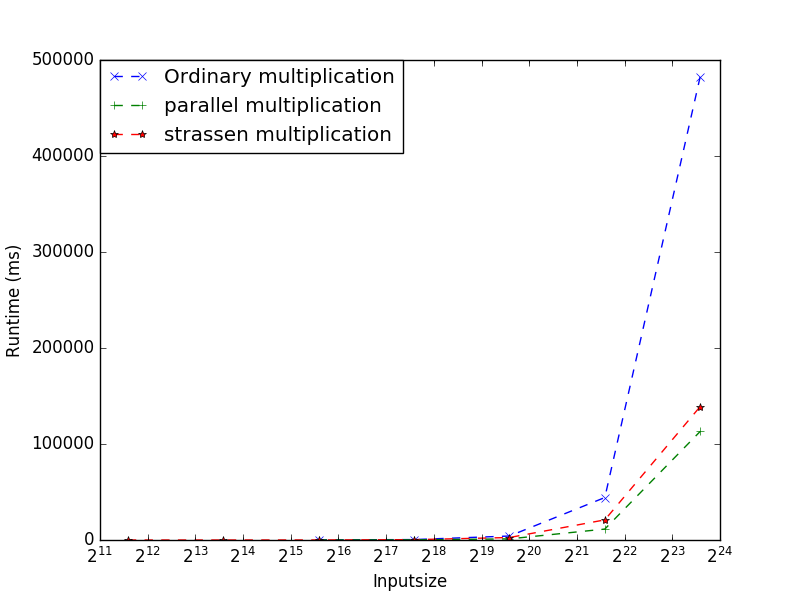 500000
400000
300000
200000
100000
0
Runtime (ms)
Ordinary multiplication
parallel multiplication
strassen multiplication
2^11 2^12 2^13 2^14 2^15 2^16 2^17 2^18 2^19 2^20 2^21 2^22 2^23 2^24
Inputsize